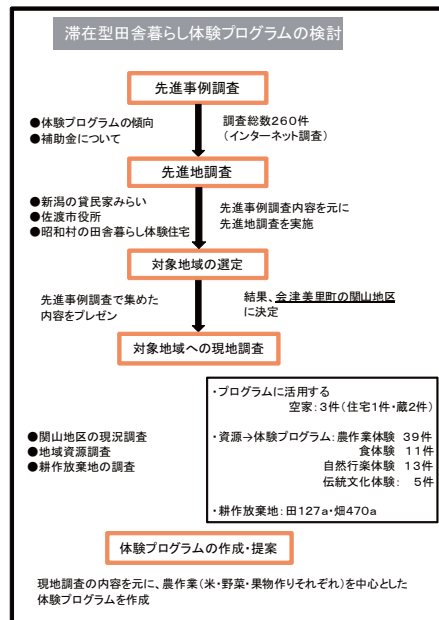 滞在型田舎暮らし体験プログラムの検討
先進事例調査
●体験プログラムの傾向
●補助金について
調査総数260件
(インターネット調査)
先進地調査
●新潟の貸民家みらい
●佐渡市役所
●昭和村の田舎暮らし体験住宅
先進事例調査内容を元に
先進地調査を実施
対象地域の選定
先進事例調査で集めた
内容をプレゼン
結果、会津美里町の関山地区
に決定
対象地域への現地調査
●関山地区の現況調査
●地域資源調査
●耕作放棄地の調査
・プログラムに活用する
空家:3件(住宅1件・蔵2件)
・資源→体験プログラム:農作業体験 39件
食体験 11件
自然行楽体験 13件
伝統文化体験: 5件
・耕作放棄地:田127a・畑470a
体験プログラムの作成・提案
現地調査の内容を元に、農作業(米・野菜・果物作りそれぞれ)を中心とした
体験プログラムを作成